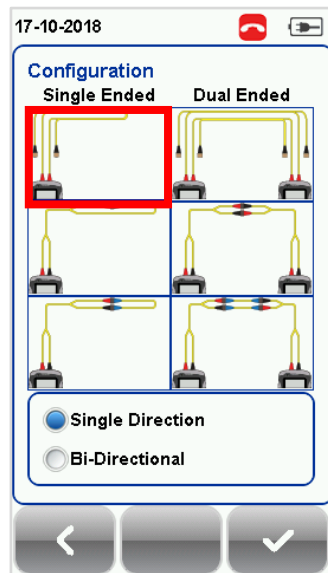 17-10-2018
Configuration
Single Ended Dual Ended
Single Direction
Bi-Directional